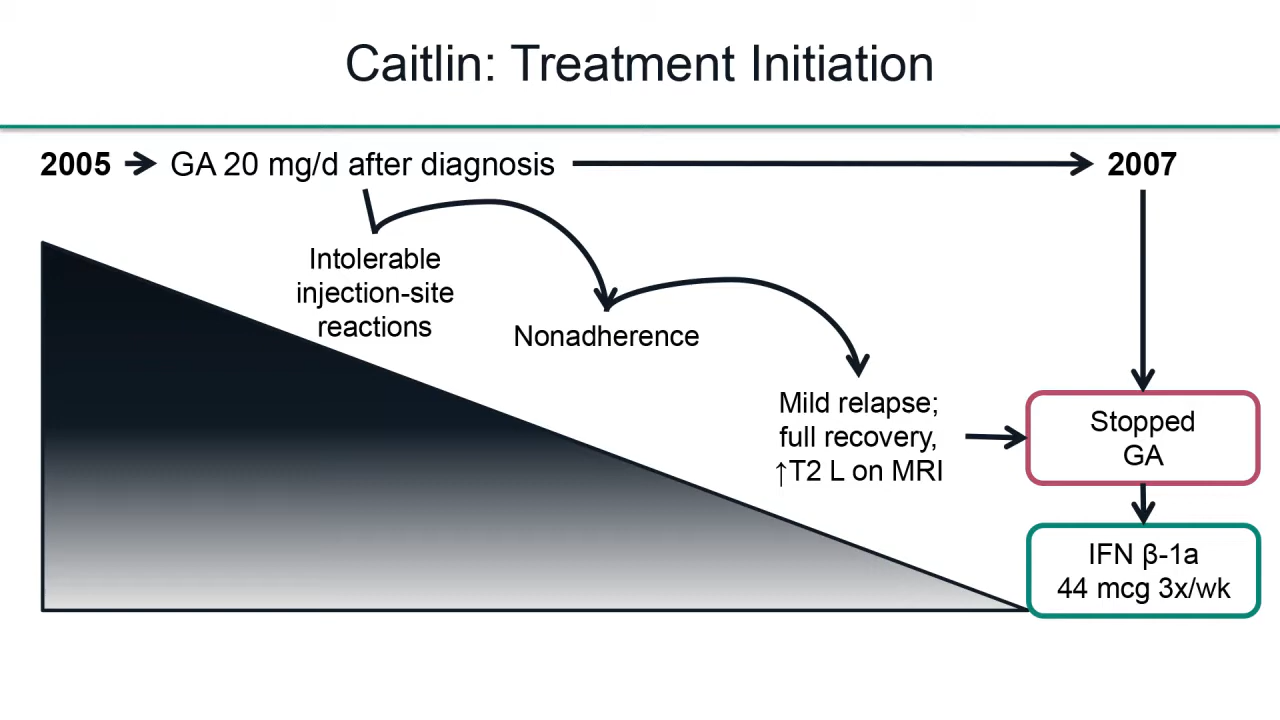 Caitlin: Treatment Initiation
2005
GA 20 mg/d after diagnosis
2007
Intolerable
injection-site
reactions
Nonadherence
Mild relapse;
full recovery,
↑T2 L on MRI
Stopped
GA
IFN β-1a
44 mcg 3x/wk